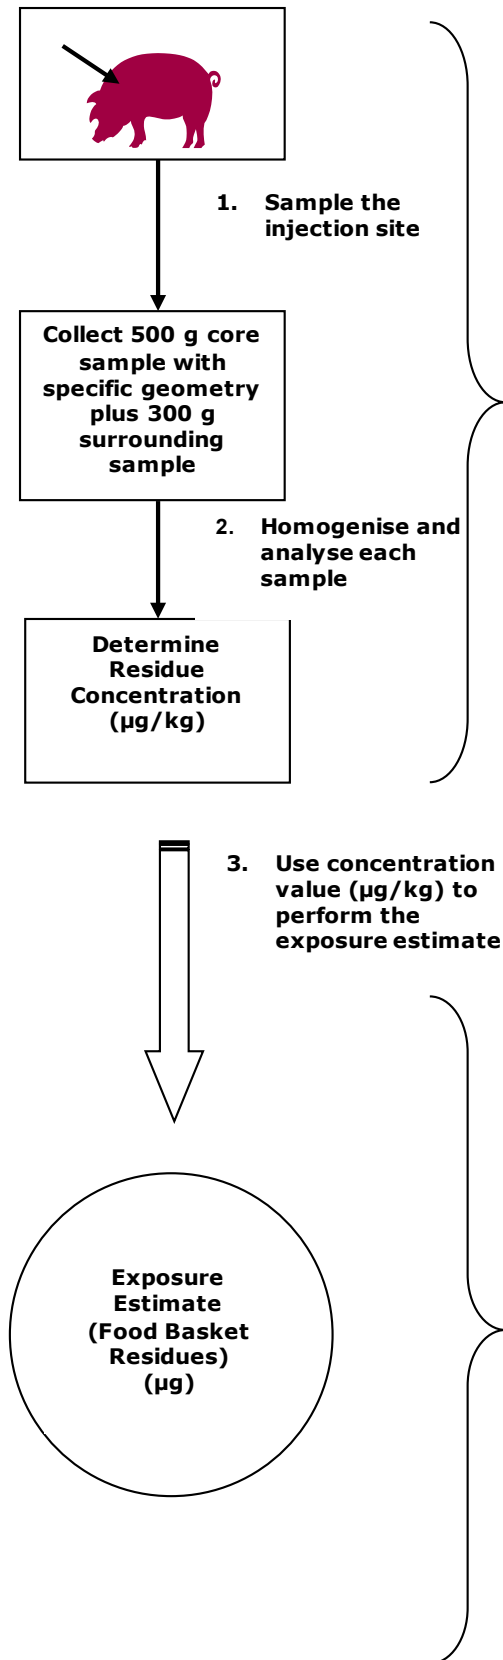 1. Sample the
injection site
Collect 500 g core
sample with
specific geometry
plus 300 g
surrounding
sample
2. Homogenise and
analyse each
sample
Determine
Residue
Concentration
(µg/kg)
3. Use concentration
value (µg/kg) to
perform the
exposure estimate
Exposure
Estimate
(Food Basket
Residues)
(µg)